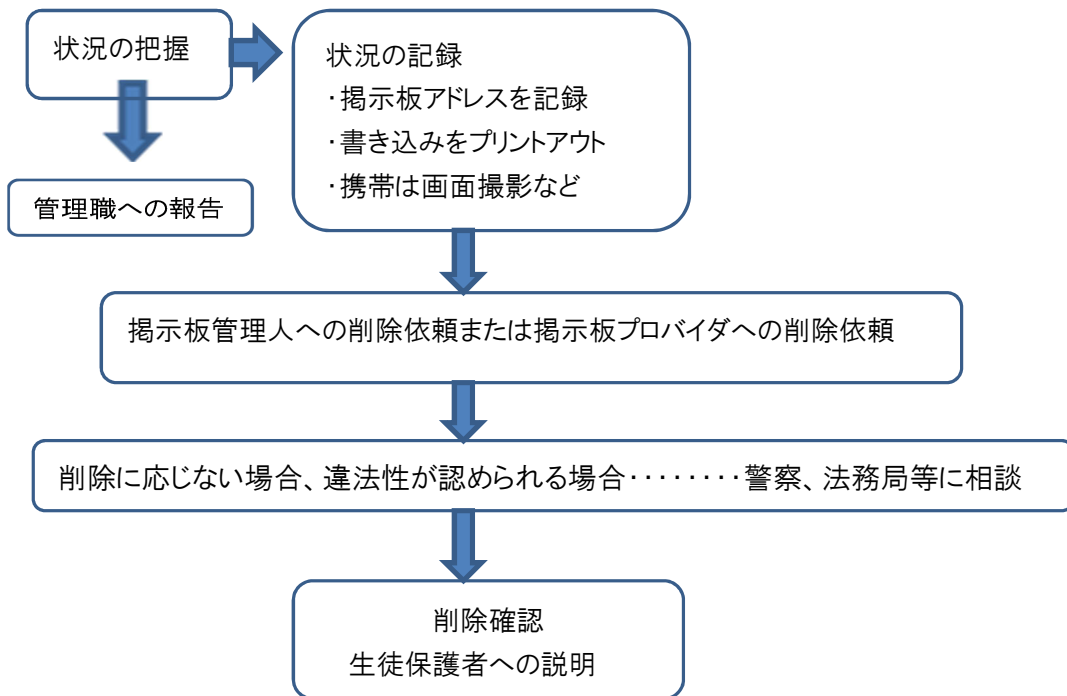 状況の把握
状況の記録
・掲示板アドレスを記録
・書き込みをプリントアウト
・携帯は画面撮影など
管理職への報告
掲示板管理人への削除依頼または掲示板プロバイダへの削除依頼
削除に応じない場合、違法性が認められる場合・・・・・・・・警察、法務局等に相談
削除確認
生徒保護者への説明